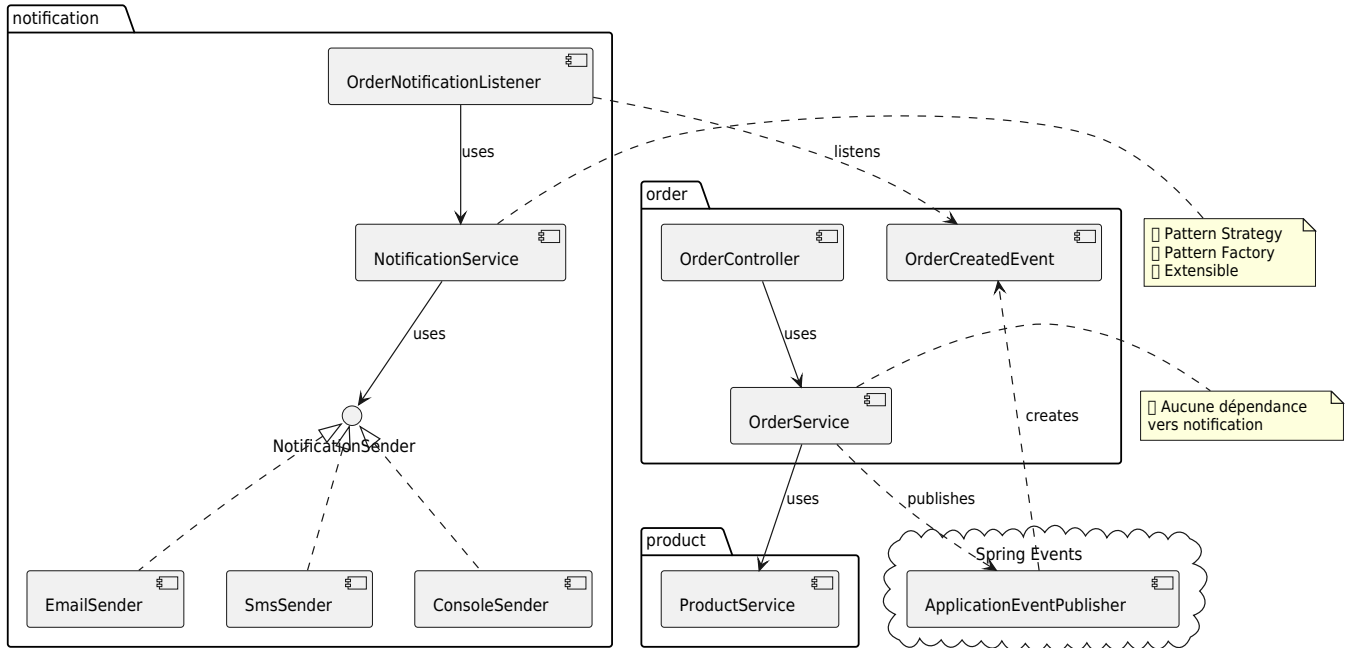 notification
OrderNotificationListener
uses
listens
order
NotificationService
OrderController
OrderCreatedEvent
Pattern Strategy
Pattern Factory
Extensible
uses
uses
NotificationSender
OrderService
creates
Aucune dépendance
vers notification
uses
publishes
product
Spring Events
EmailSender
SmsSender
ConsoleSender
ProductService
ApplicationEventPublisher